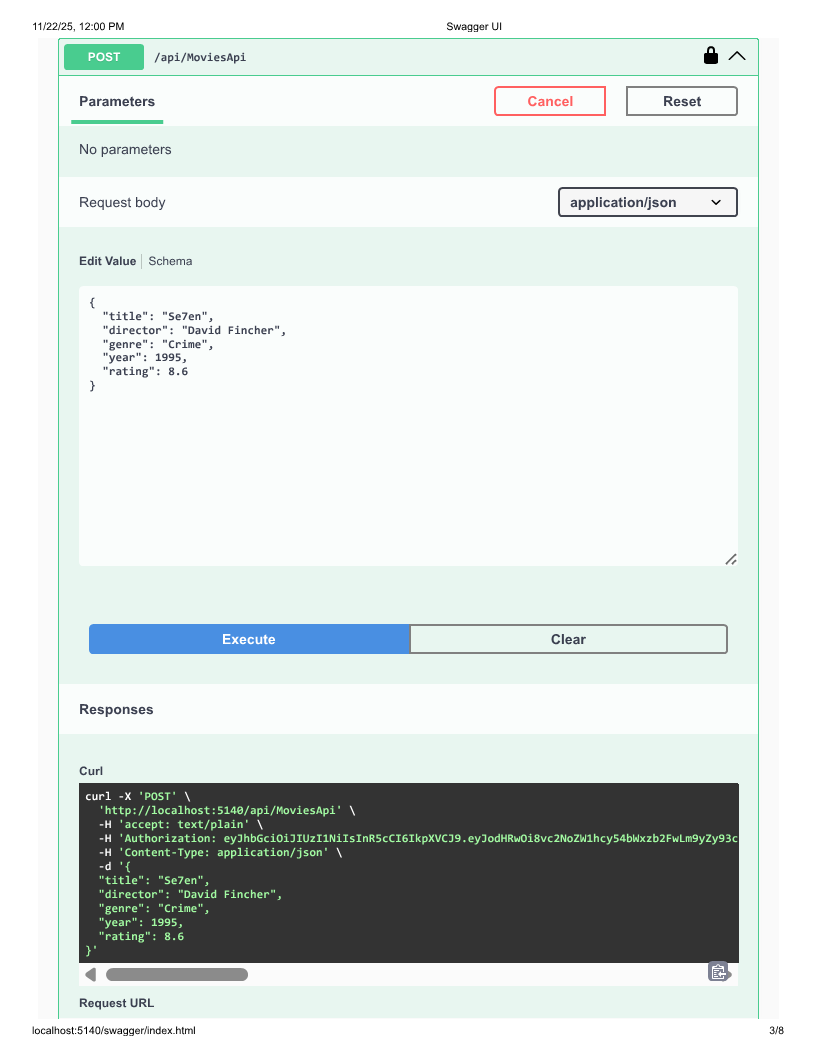 11/22/25, 12:00 PM Swagger UI
POST /api/MoviesApi
Parameters Cancel Reset
No parameters
Request body application/json
Edit Value Schema
{
  "title": "Se7en",
  "director": "David Fincher",
  "genre": "Crime",
  "year": 1995,
  "rating": 8.6
}
Execute Clear
Responses
Curl
curl -X 'POST' \
  'http://localhost:5140/api/MoviesApi' \
  -H 'accept: text/plain' \
  -H 'Authorization: eyJhbGciOiJIUzI1NiIsInR5cCI6IkpXVCJ9.eyJodHRwOi8vc2NoZW1hcy54bWxzb2FwLm9yZy93c
  -H 'Content-Type: application/json' \
  -d '{
  "title": "Se7en",
  "director": "David Fincher",
  "genre": "Crime",
  "year": 1995,
  "rating": 8.6
}'
Request URL
localhost:5140/swagger/index.html 3/8